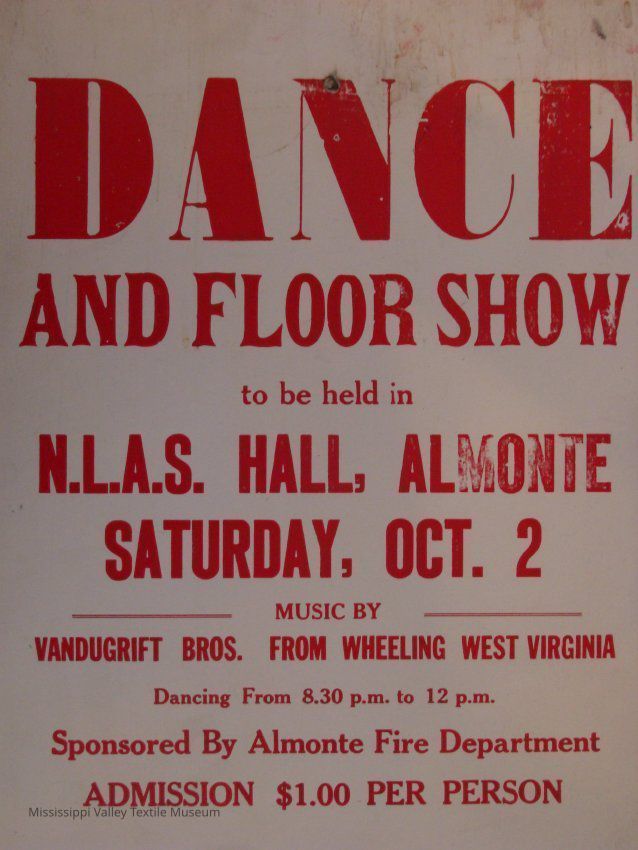 DANCE
AND FLOOR SHOW
to be held in
N.L.A.S. HALL, ALMONTE
SATURDAY, OCT. 2
MUSIC BY
VANDUGRIFT BROS. FROM WHEELING WEST VIRGINIA
Dancing From 8.30 p.m. to 12 p.m.
Sponsored By Almonte Fire Department
ADMISSION $1.00 PER PERSON
Mississippi Valley Textile Museum